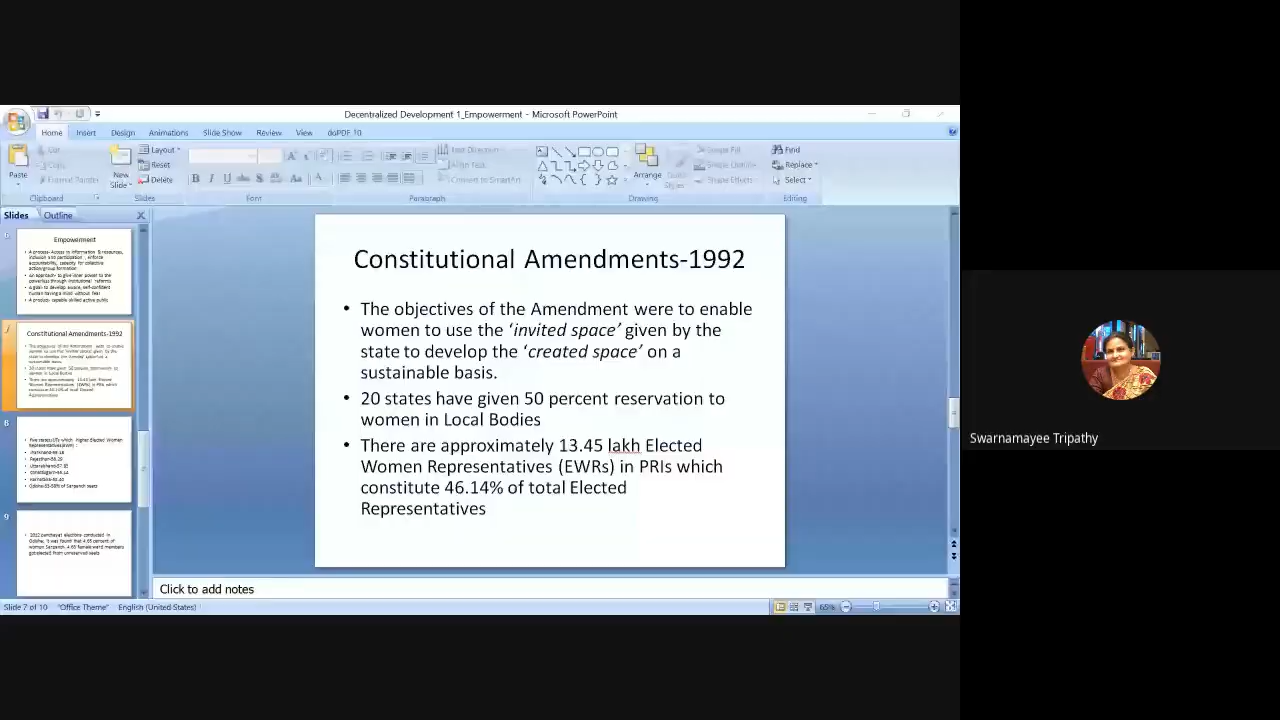 Decentralized Development 1_Empowerment - Microsoft PowerPoint
Home Insert Design Animations Slide Show Review View doPDF 10
Cut
Copy
Format Painter
Paste
Clipboard
New
Slide
Layout
Reset
Delete
Slides
B I U abe S
Font
Text Direction
Align Text
Convert to SmartArt
Paragraph
Arrange
Quick
Styles
Shape Fill
Shape Outline
Shape Effects
Drawing
Find
Replace
Select
Editing
Slides Outline
Empowerment
7
Constitutional Amendments-1992
8
9
Constitutional Amendments-1992
• The objectives of the Amendment were to enable
women to use the ‘invited space’ given by the
state to develop the ‘created space’ on a
sustainable basis.
• 20 states have given 50 percent reservation to
women in Local Bodies
• There are approximately 13.45 lakh Elected
Women Representatives (EWRs) in PRIs which
constitute 46.14% of total Elected
Representatives
Click to add notes
Slide 7 of 10 "Office Theme" English (United States) 65%
Swarnamayee Tripathy